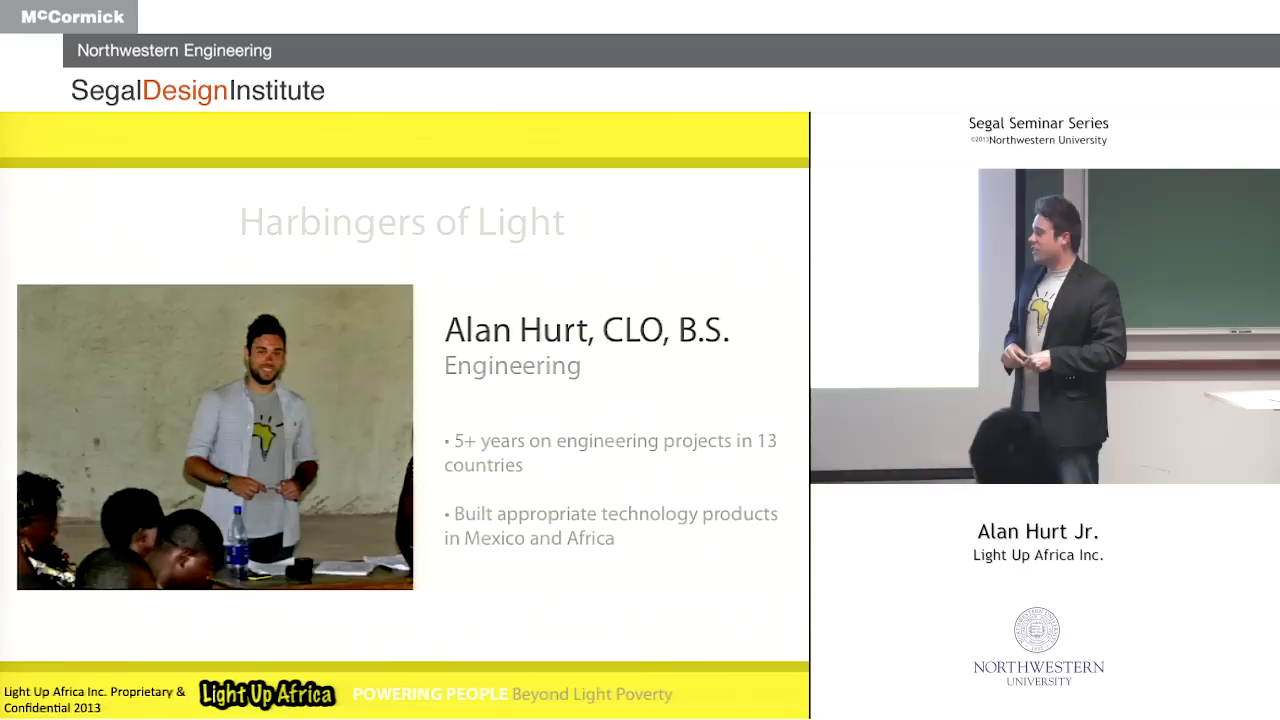 McCormick
Northwestern Engineering
SegalDesignInstitute
Harbingers of Light
Alan Hurt, CLO, B.S.
Engineering
• 5+ years on engineering projects in 13
countries
• Built appropriate technology products
in Mexico and Africa
Light Up Africa Inc. Proprietary &
Confidential 2013
Light Up Africa
POWERING PEOPLE Beyond Light Poverty
Segal Seminar Series
©2013Northwestern University
Alan Hurt Jr.
Light Up Africa Inc.
NORTHWESTERN
UNIVERSITY